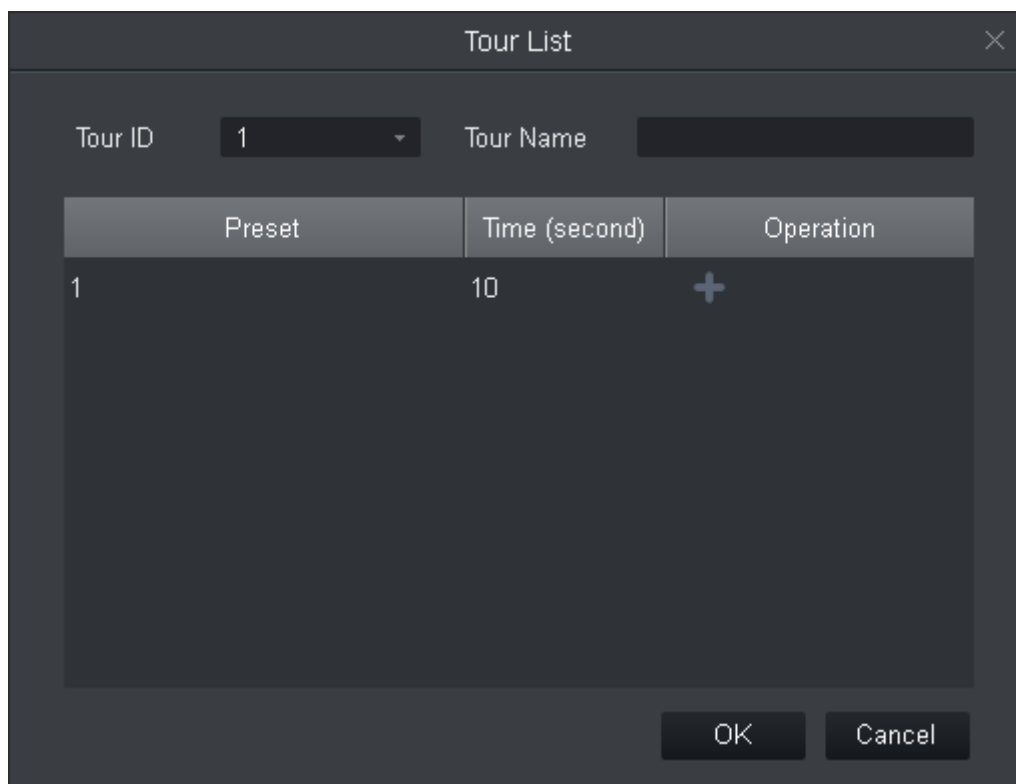 Tour List
Tour ID 1 Tour Name
Preset Time (second) Operation
1 10
OK Cancel